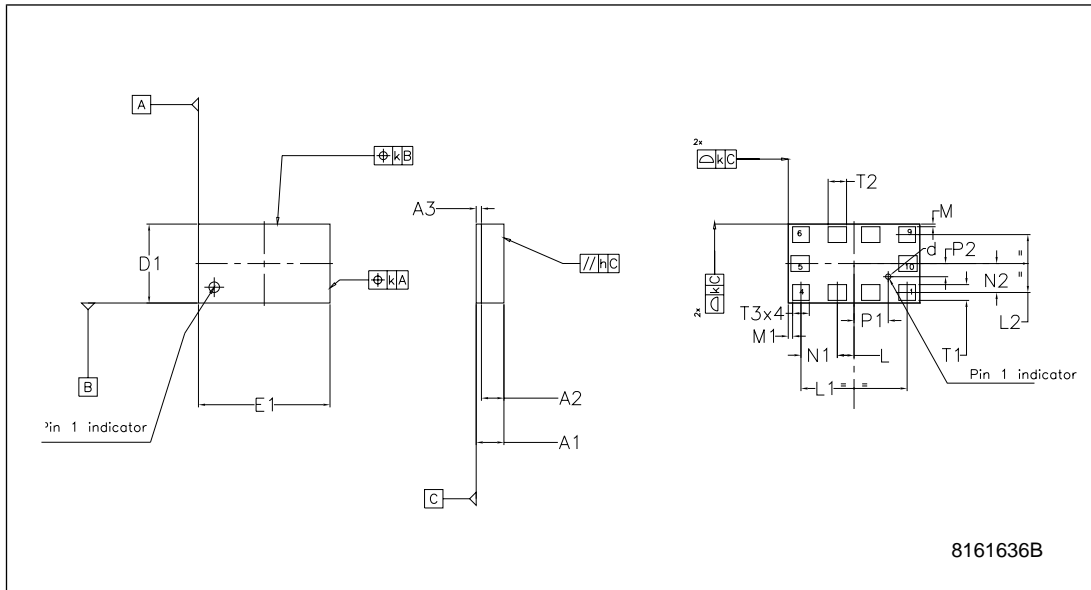 A
k B
2x
k C
T2
A3
M
6
9
d
P2
D1
// h C
5
10
"
"
k A
2x
k C
N2
4
1
T3x4
P1
L2
M1
N1
L
T1
B
L1
=
=
Pin 1 indicator
E1
A2
Pin 1 indicator
A1
C
8161636B